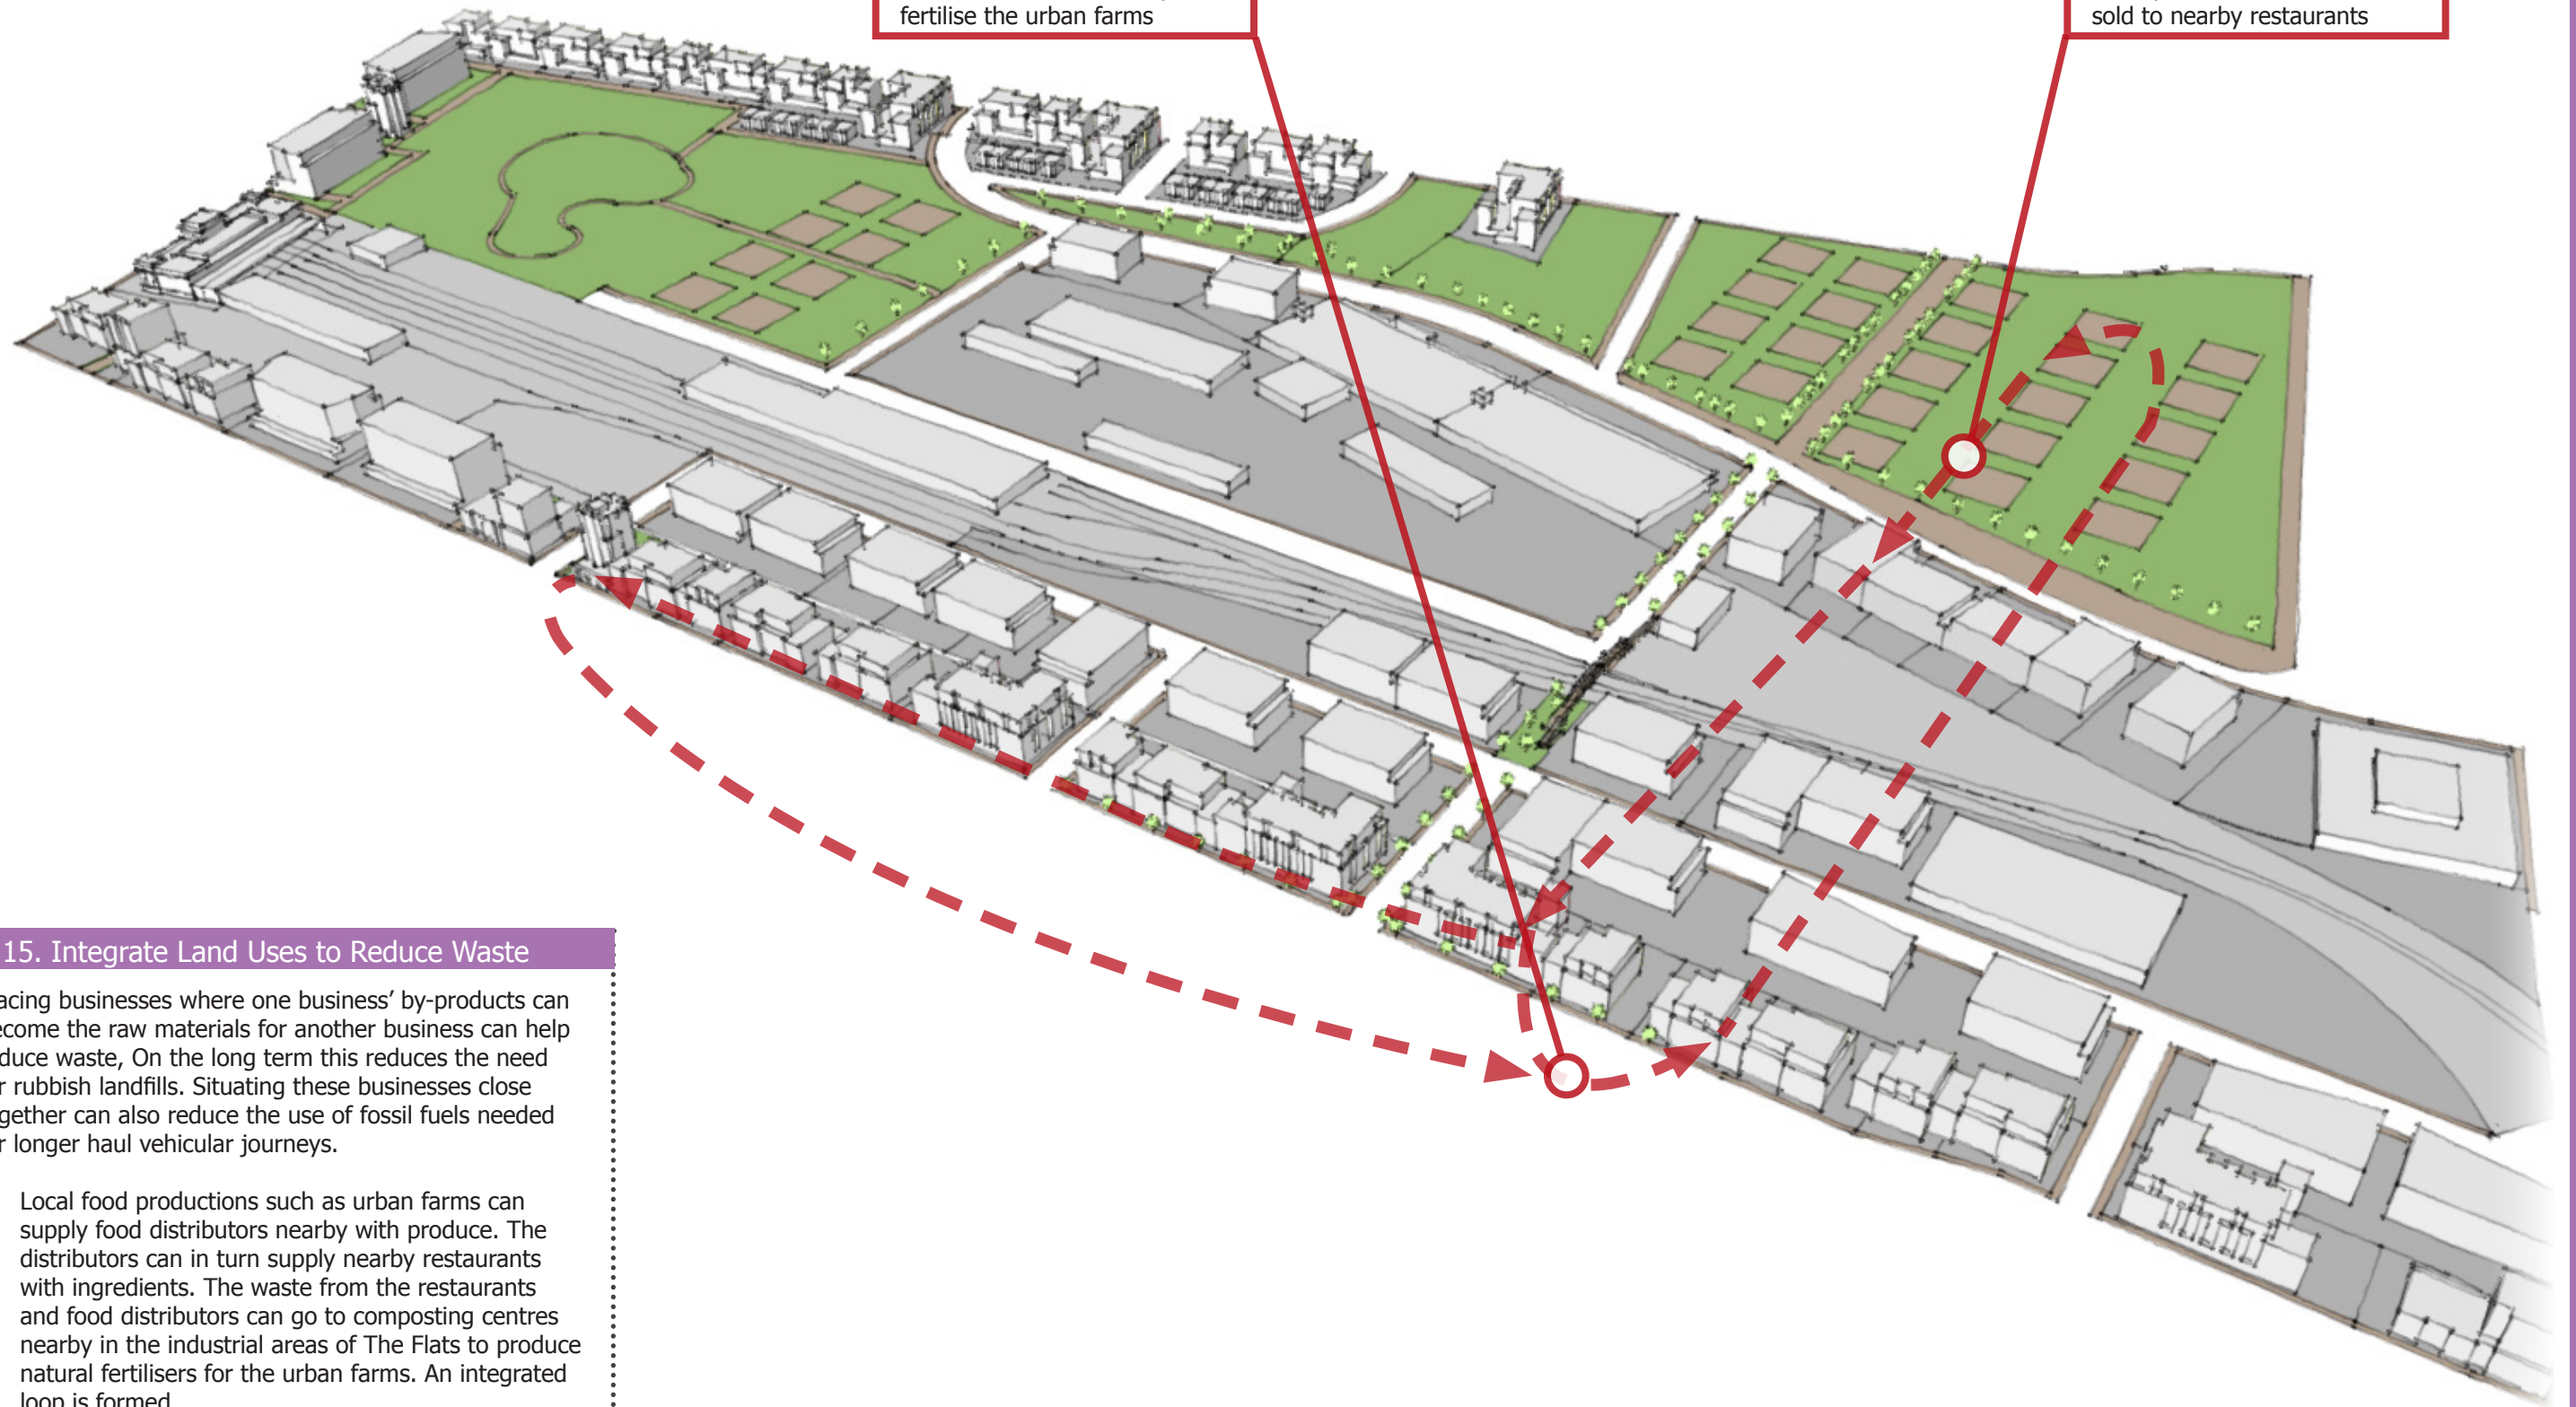 fertilise the urban farms
sold to nearby restaurants
15. Integrate Land Uses to Reduce Waste
acing businesses where one business’ by-products can
ecome the raw materials for another business can help
duce waste, On the long term this reduces the need
r rubbish landfills. Situating these businesses close
gether can also reduce the use of fossil fuels needed
r longer haul vehicular journeys.
Local food productions such as urban farms can
supply food distributors nearby with produce. The
distributors can in turn supply nearby restaurants
with ingredients. The waste from the restaurants
and food distributors can go to composting centres
nearby in the industrial areas of The Flats to produce
natural fertilisers for the urban farms. An integrated
loop is formed